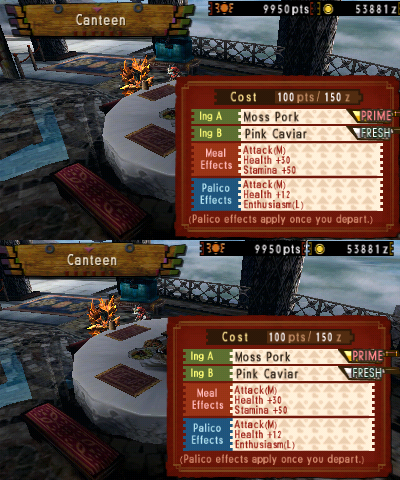 Canteen
9950pts
53881z
Cost 100pts/150z
Ing A Moss Pork PRIME
Ing B Pink Caviar FRESH
Meal Effects
Attack(M)
Health +30
Stamina +50
Palico Effects
Attack(M)
Health +12
Enthusiasm(L)
(Palico effects apply once you depart.)
Canteen
9950pts
53881z
Cost 100pts/150z
Ing A Moss Pork PRIME
Ing B Pink Caviar FRESH
Meal Effects
Attack(M)
Health +30
Stamina +50
Palico Effects
Attack(M)
Health +12
Enthusiasm(L)
(Palico effects apply once you depart.)